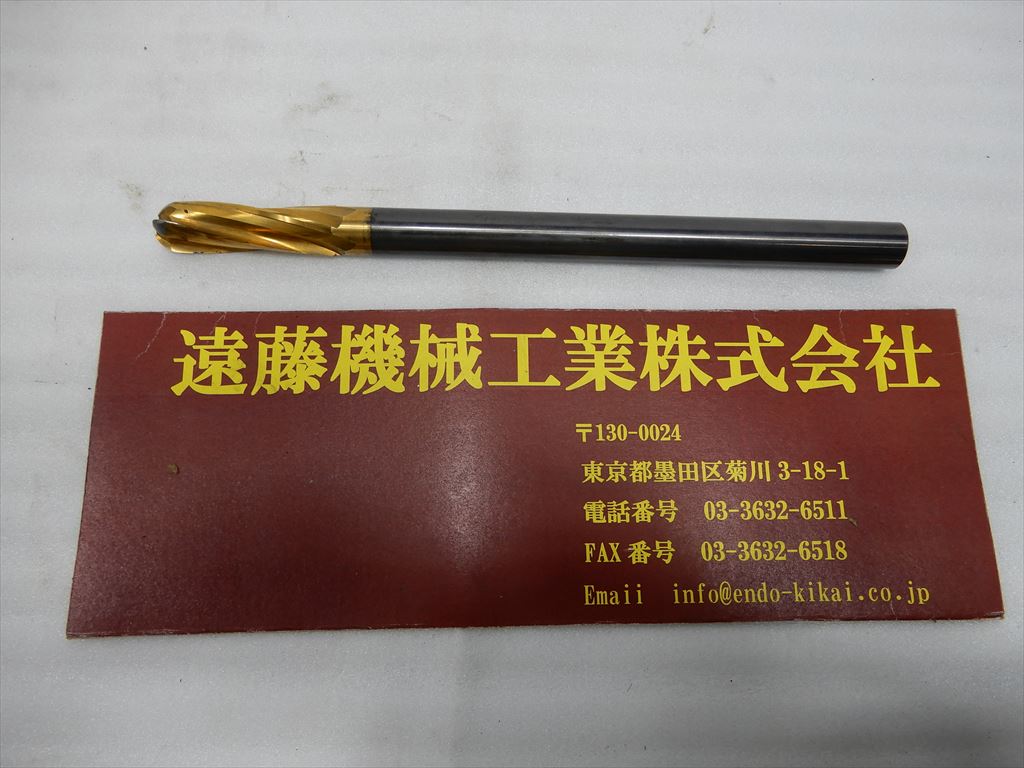 遠藤機械工業株式会社
〒130-0024
東京都墨田区菊川 3-18-1
電話番号 03-3632-6511
FAX 番号 03-3632-6518
Emaii info@endo-kikai.co.jp